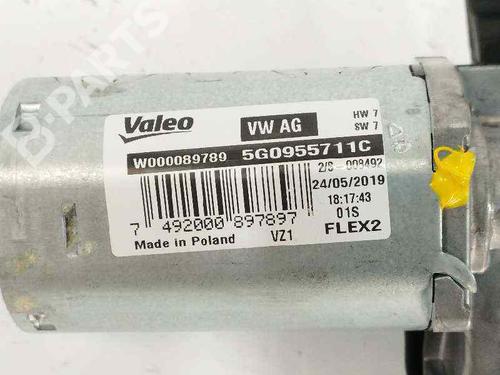 B-PARTS
Valeo
VW AG
HW 7
SW 7
W000089789 5G0955711C
2/S - 009492
24/05/2019
18:17:43
01S
7 492000 897897
VZ1
FLEX2
Made in Poland